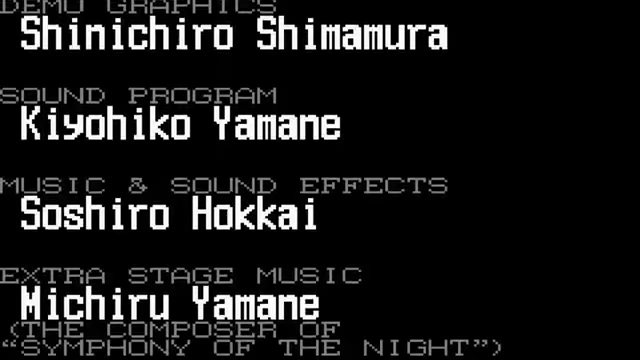 DEMO GRAPHICS
Shinichiro Shimamura
SOUND PROGRAM
Kiyohiko Yamane
MUSIC & SOUND EFFECTS
Soshiro Hokkai
EXTRA STAGE MUSIC
Michiru Yamane
(THE COMPOSER OF
“SYMPHONY OF THE NIGHT”)